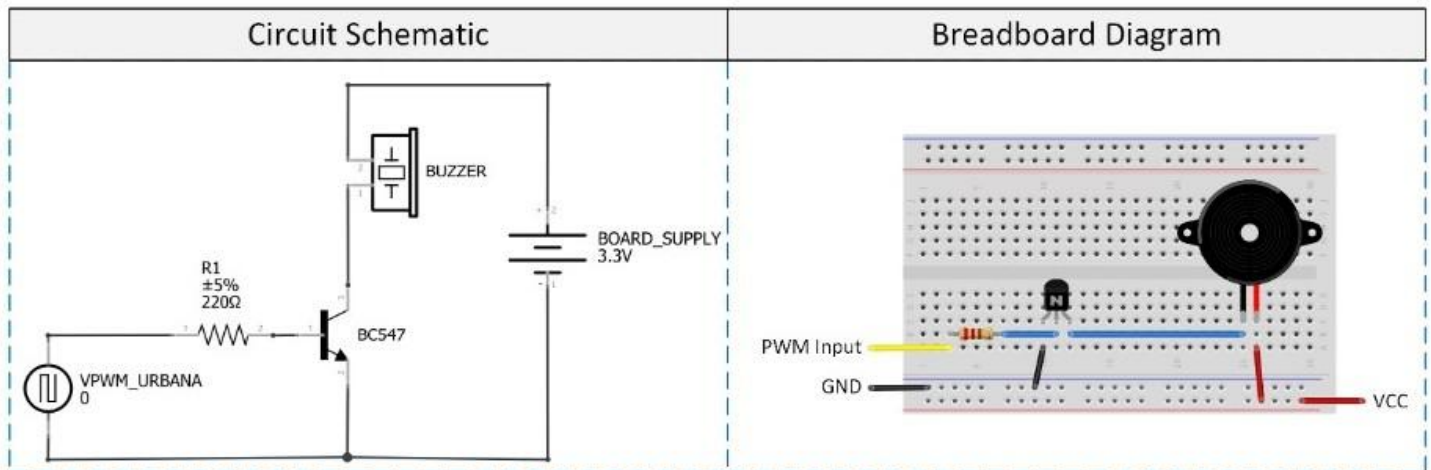 Circuit Schematic
Breadboard Diagram
BUZZER
BOARD_SUPPLY
3.3V
R1
±5%
220Ω
BC547
VPWM_URBANA
0
PWM Input
GND
N
VCC